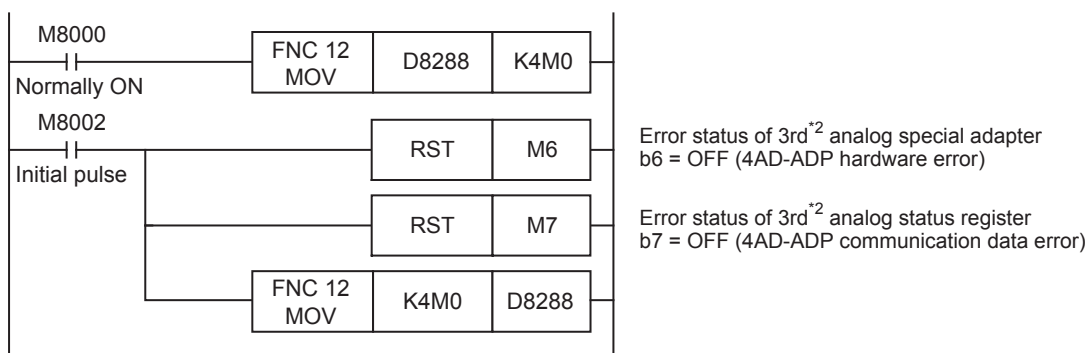 M8000
Normally ON
FNC 12
MOV
D8288
K4M0
M8002
Initial pulse
RST
M6
Error status of 3rd*2 analog special adapter
b6 = OFF (4AD-ADP hardware error)
RST
M7
Error status of 3rd*2 analog status register
b7 = OFF (4AD-ADP communication data error)
FNC 12
MOV
K4M0
D8288